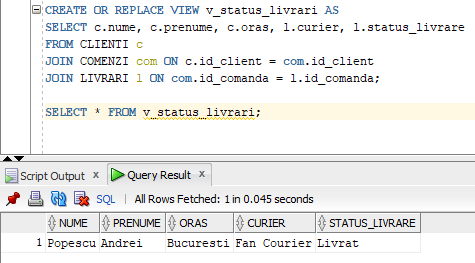 CREATE OR REPLACE VIEW v_status_livrari AS
SELECT c.nume, c.prenume, c.oras, l.curier, l.status_livrare
FROM CLIENTI c
JOIN COMENZI com ON c.id_client = com.id_client
JOIN LIVRARI l ON com.id_comanda = l.id_comanda;
SELECT * FROM v_status_livrari;
Script Output x Query Result x
SQL | All Rows Fetched: 1 in 0.045 seconds
NUME PRENUME ORAS CURIER STATUS_LIVRARE
1 Popescu Andrei Bucuresti Fan Courier Livrat